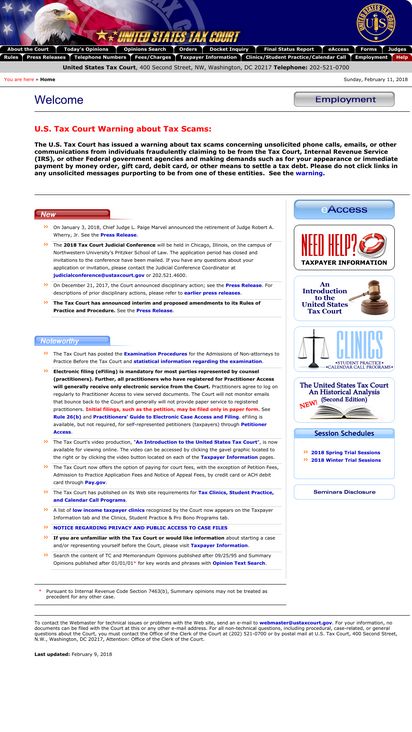 UNITED STATES TAX COURT
About the Court Today's Opinions Opinions Search Orders Docket Inquiry Final Status Report eAccess Forms Judges
Rules Press Releases Telephone Numbers Fees/Charges Taxpayer Information Clinics/Student Practice/Calendar Call Employment Help
United States Tax Court, 400 Second Street, NW, Washington, DC 20217 Telephone: 202-521-0700
You are here » Home
Sunday, February 11, 2018
Welcome
Employment
U.S. Tax Court Warning about Tax Scams:
The U.S. Tax Court has issued a warning about tax scams concerning unsolicited phone calls, emails, or other
communications from individuals fraudulently claiming to be from the Tax Court, Internal Revenue Service
(IRS), or other Federal government agencies and making demands such as for your appearance or immediate
payment by money order, gift card, debit card, or other means to settle a tax debt. Please do not click links in
any unsolicited messages purporting to be from one of these entities. See the warning.
New
On January 3, 2018, Chief Judge L. Paige Marvel announced the retirement of Judge Robert A.
Wherry, Jr. See the Press Release.
The 2018 Tax Court Judicial Conference will be held in Chicago, Illinois, on the campus of
Northwestern University's Pritzker School of Law. The application period has closed and
invitations to the conference have been mailed. If you have any questions about your
application or invitation, please contact the Judicial Conference Coordinator at
judicialconference@ustaxcourt.gov or 202.521.4600.
On December 21, 2017, the Court announced disciplinary action; see the Press Release. For
descriptions of prior disciplinary actions, please refer to earlier press releases.
The Tax Court has announced interim and proposed amendments to its Rules of
Practice and Procedure. See the Press Release.
Noteworthy
The Tax Court has posted the Examination Procedures for the Admissions of Non-attorneys to
Practice Before the Tax Court and statistical information regarding the examination.
Electronic filing (eFiling) is mandatory for most parties represented by counsel
(practitioners). Further, all practitioners who have registered for Practitioner Access
will generally receive only electronic service from the Court. Practitioners agree to log on
regularly to Practitioner Access to view served documents. The Court will not monitor emails
that bounce back to the Court and generally will not provide paper service to registered
practitioners. Initial filings, such as the petition, may be filed only in paper form. See
Rule 26(b) and Practitioners' Guide to Electronic Case Access and Filing. eFiling is
available, but not required, for self-represented petitioners (taxpayers) through Petitioner
Access.
The Tax Court's video production, "An Introduction to the United States Tax Court", is now
available for viewing online. The video can be accessed by clicking the gavel graphic located to
the right or by clicking the video button located on each of the Taxpayer Information pages.
The Tax Court now offers the option of paying for court fees, with the exception of Petition Fees,
Admission to Practice Application Fees and Notice of Appeal Fees, by credit card or ACH debit
card through Pay.gov.
The Tax Court has published on its Web site requirements for Tax Clinics, Student Practice,
and Calendar Call Programs.
A list of low income taxpayer clinics recognized by the Court now appears on the Taxpayer
Information tab and the Clinics, Student Practice & Pro Bono Programs tab.
NOTICE REGARDING PRIVACY AND PUBLIC ACCESS TO CASE FILES
If you are unfamiliar with the Tax Court or would like information about starting a case
and/or representing yourself before the Court, please visit Taxpayer Information.
Search the content of TC and Memorandum Opinions published after 09/25/95 and Summary
Opinions published after 01/01/01* for key words and phrases with Opinion Text Search.
* Pursuant to Internal Revenue Code Section 7463(b), Summary opinions may not be treated as
precedent for any other case.
eAccess
NEED HELP?
TAXPAYER INFORMATION
An
Introduction
to the
United States
Tax Court
CLINICS
•STUDENT PRACTICE
•CALENDAR CALL PROGRAMS
The United States Tax Court
An Historical Analysis
(Second Edition)
NEW!
Session Schedules
2018 Spring Trial Sessions
2018 Winter Trial Sessions
Seminars Disclosure
To contact the Webmaster for technical issues or problems with the Web site, send an e-mail to webmaster@ustaxcourt.gov. For your information, no
documents can be filed with the Court at this or any other e-mail address. For all non-technical questions, including procedural, case-related, or general
questions about the Court, you must contact the Office of the Clerk of the Court at (202) 521-0700 or by postal mail at U.S. Tax Court, 400 Second Street,
N.W., Washington, DC 20217, Attention: Office of the Clerk of the Court.
Last updated: February 9, 2018